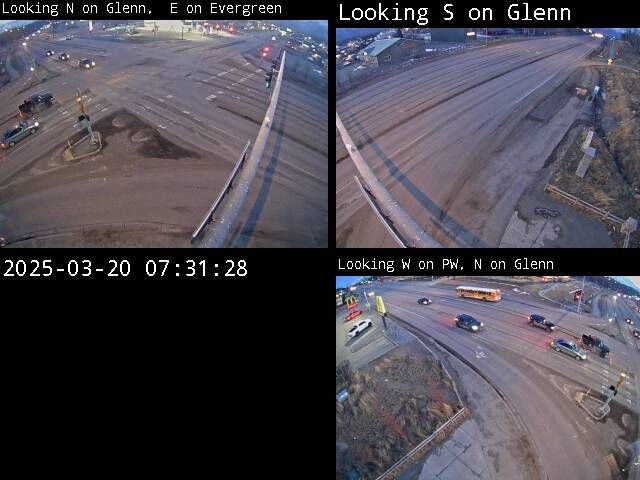 Looking N on Glenn, E on Evergreen
Looking S on Glenn
2025-03-20 07:31:28
Looking W on PW, N on Glenn